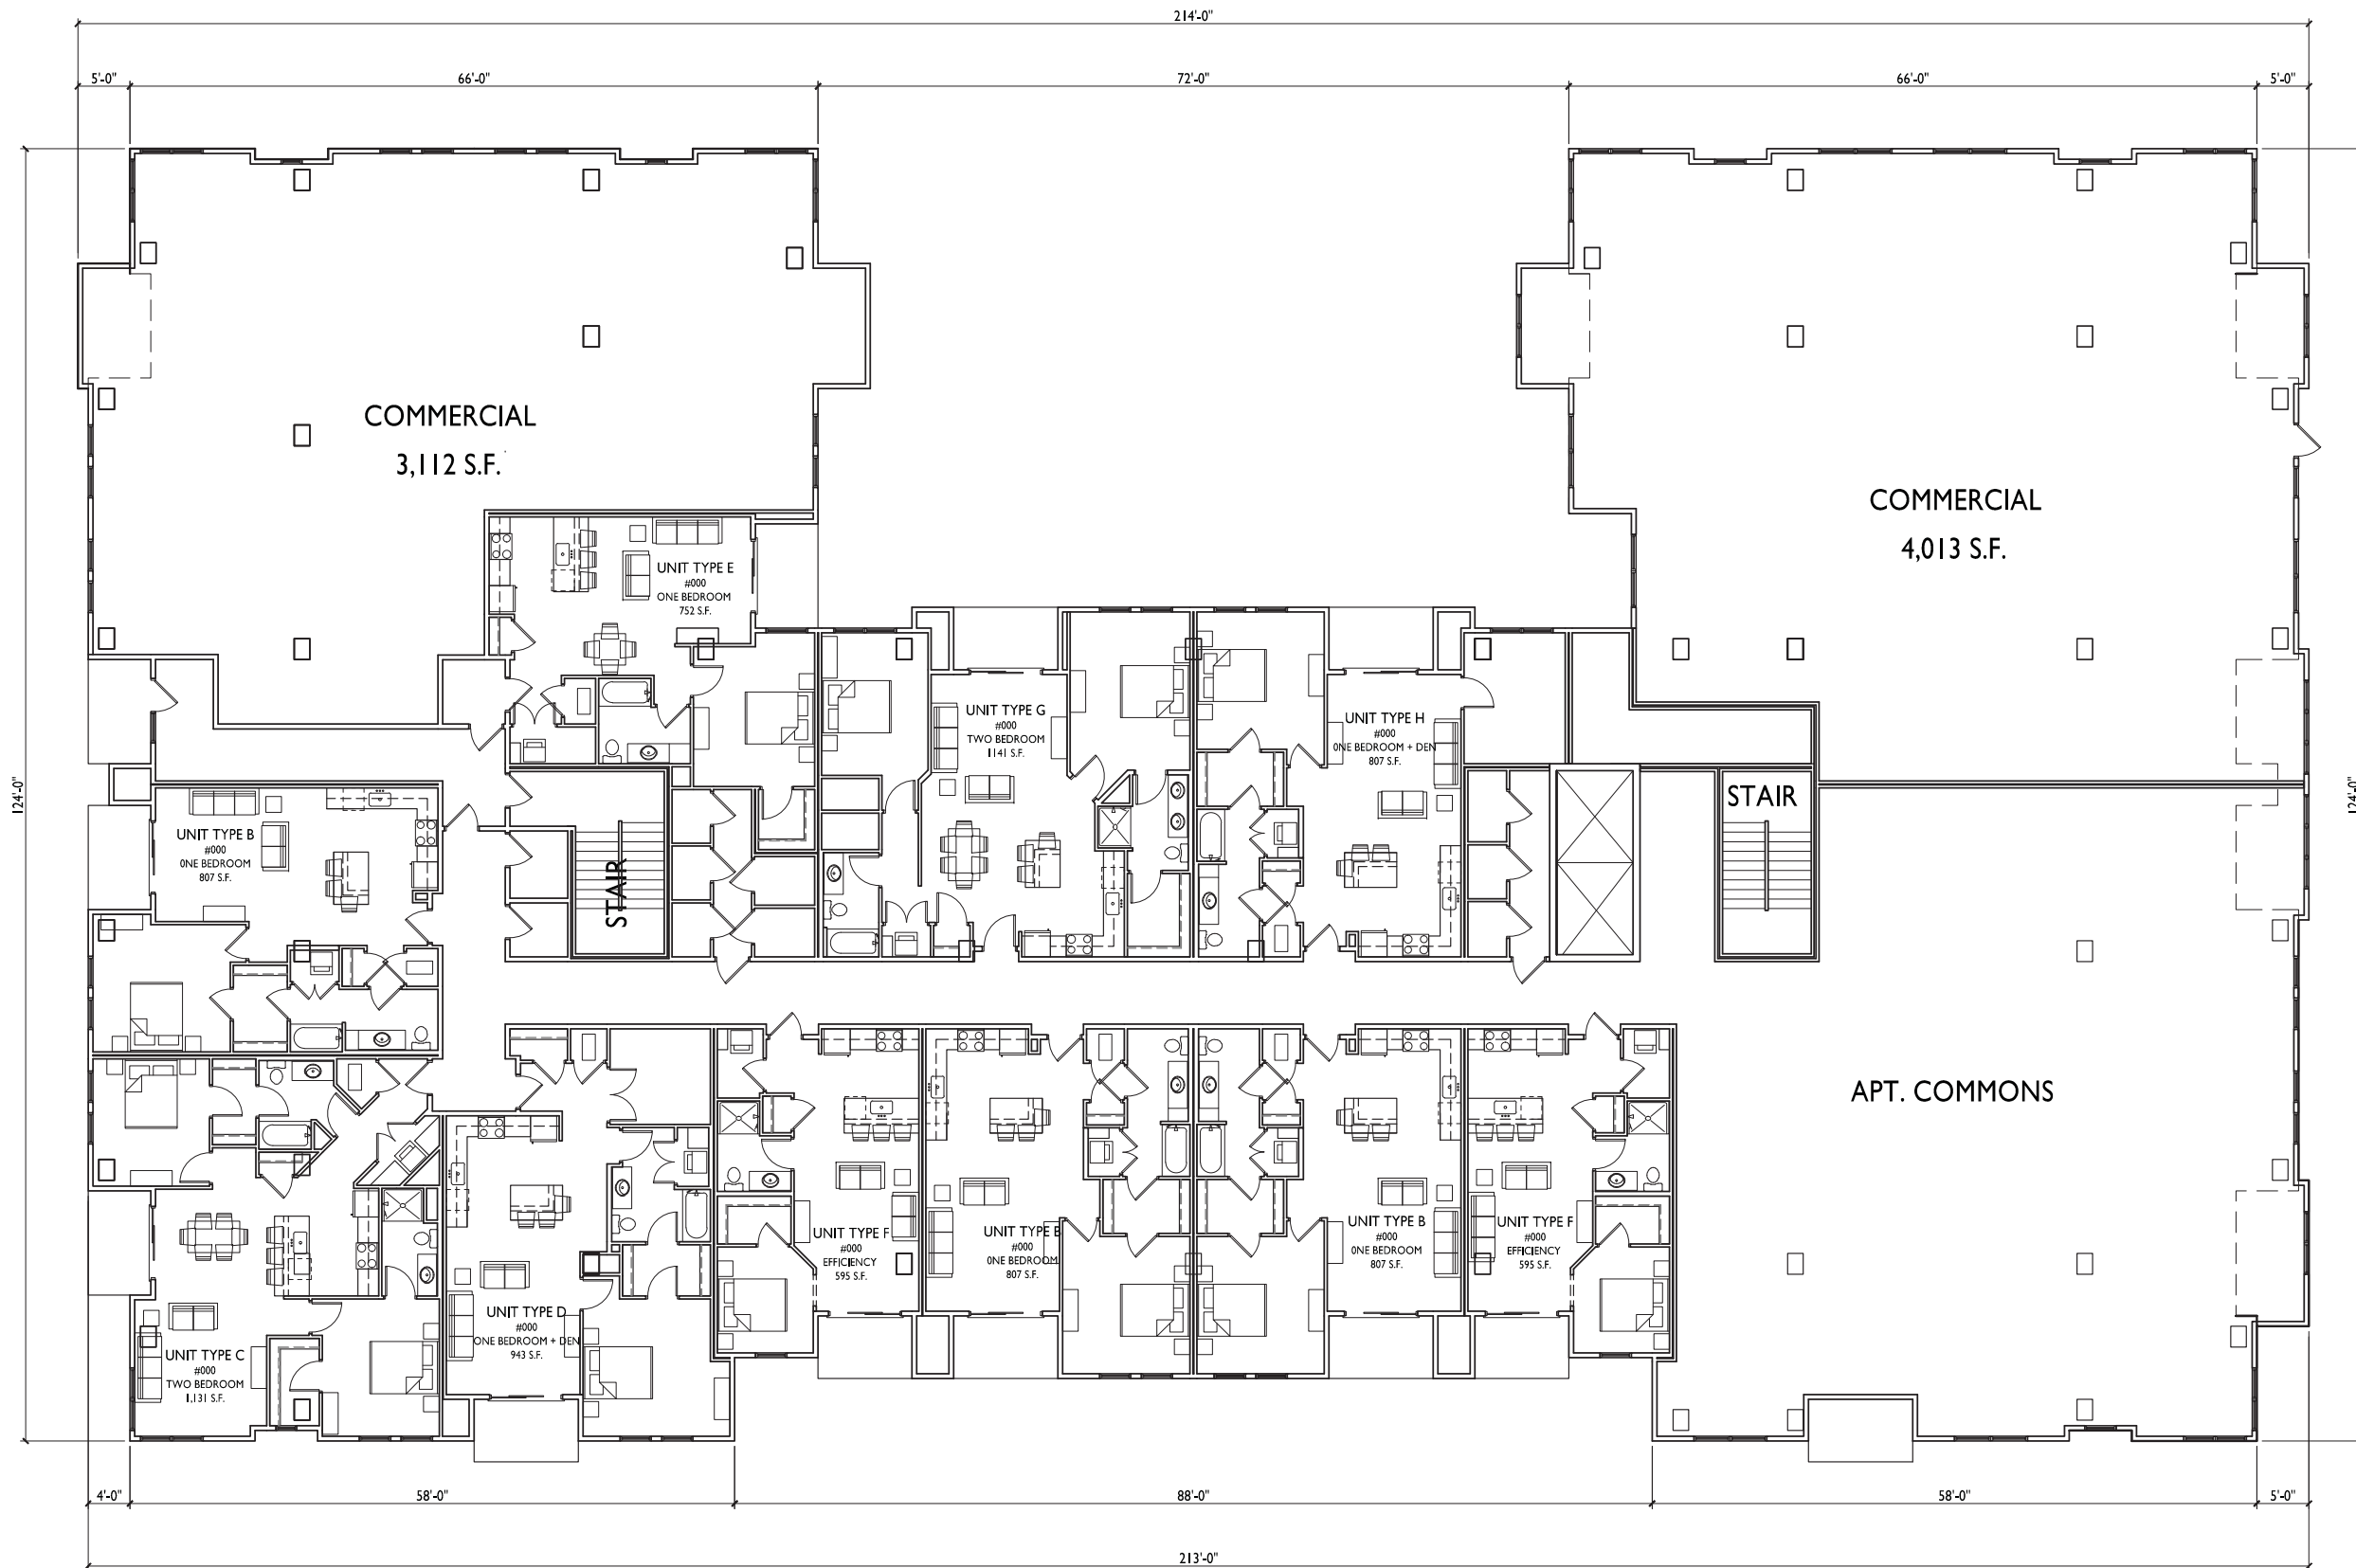 214'-0"
5'-0"
66'-0"
72'-0"
66'-0"
5'-0"
124'-0"
124'-0"
COMMERCIAL
3,112 S.F.
COMMERCIAL
4,013 S.F.
UNIT TYPE E
#000
ONE BEDROOM
752 S.F.
UNIT TYPE G
#000
TWO BEDROOM
1141 S.F.
UNIT TYPE H
#000
ONE BEDROOM + DEN
807 S.F.
STAIR
UNIT TYPE B
#000
ONE BEDROOM
807 S.F.
STAIR
APT. COMMONS
UNIT TYPE F
#000
EFFICIENCY
595 S.F.
UNIT TYPE B
#000
ONE BEDROOM
807 S.F.
UNIT TYPE B
#000
ONE BEDROOM
807 S.F.
UNIT TYPE F
#000
EFFICIENCY
595 S.F.
UNIT TYPE D
#000
ONE BEDROOM + DEN
943 S.F.
UNIT TYPE C
#000
TWO BEDROOM
1,131 S.F.
4'-0"
58'-0"
88'-0"
58'-0"
5'-0"
213'-0"